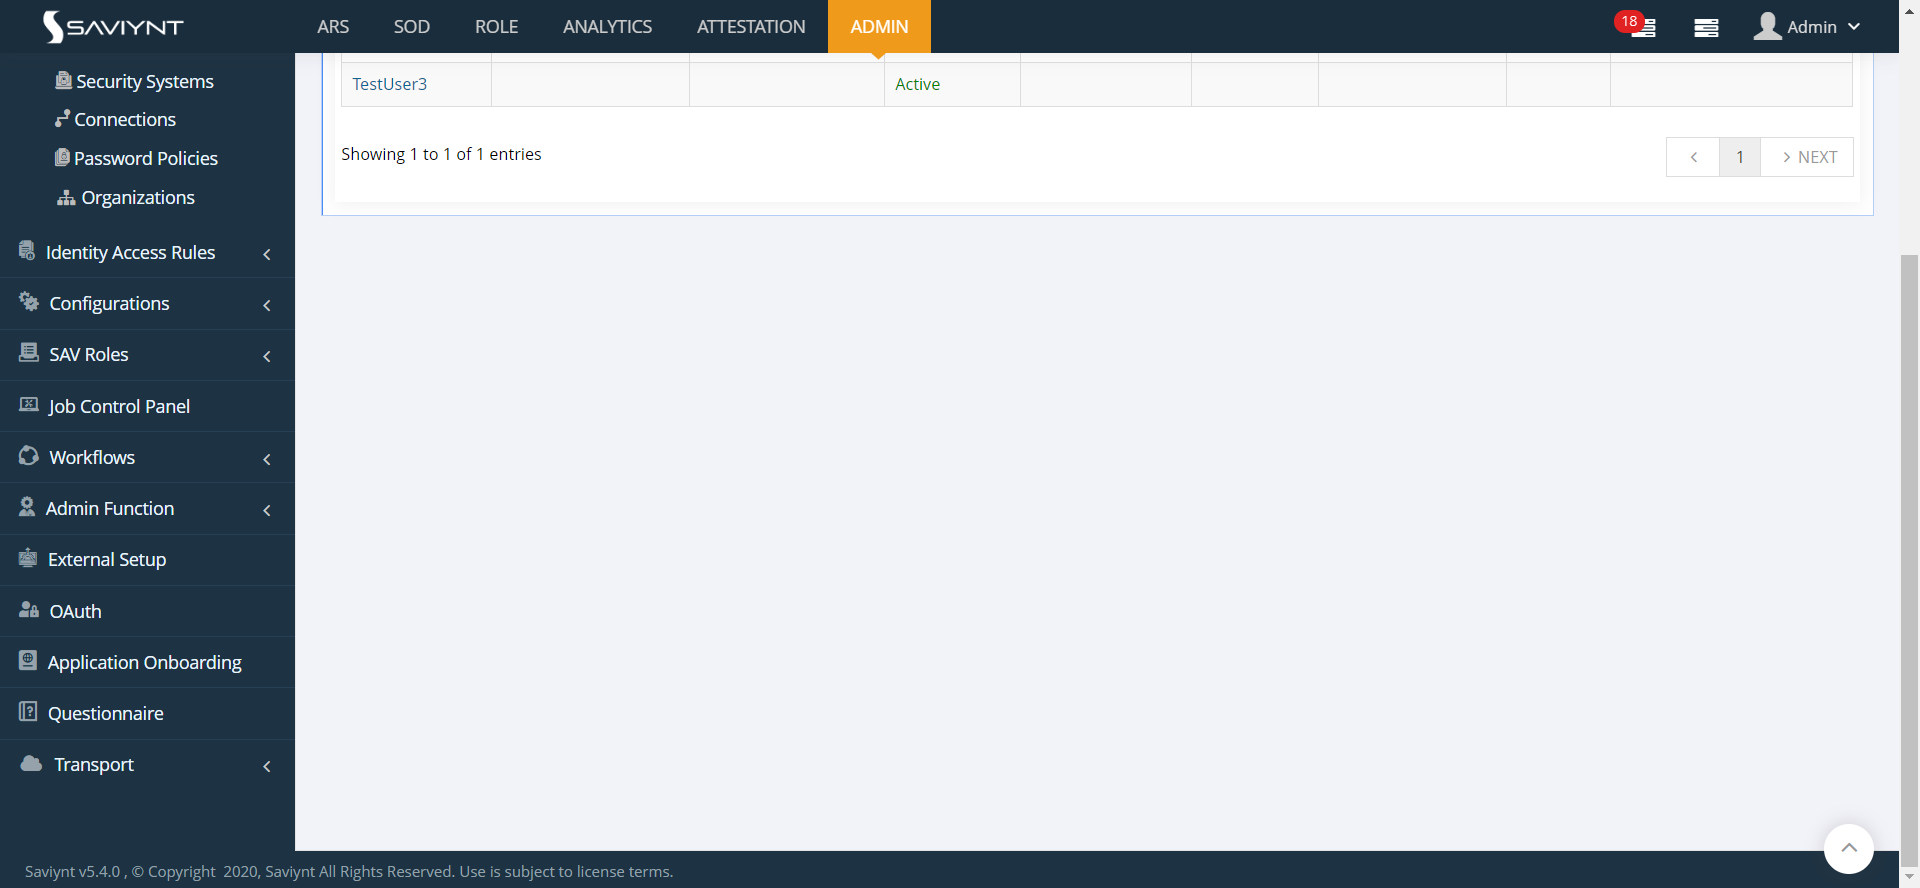 SAVIYNT
ARS SOD ROLE ANALYTICS ATTESTATION ADMIN
18
Admin
Security Systems
Connections
Password Policies
Organizations
Identity Access Rules
Configurations
SAV Roles
Job Control Panel
Workflows
Admin Function
External Setup
OAuth
Application Onboarding
Questionnaire
Transport
TestUser3 Active
Showing 1 to 1 of 1 entries
1 NEXT
Saviynt v5.4.0 , © Copyright 2020, Saviynt All Rights Reserved. Use is subject to license terms.